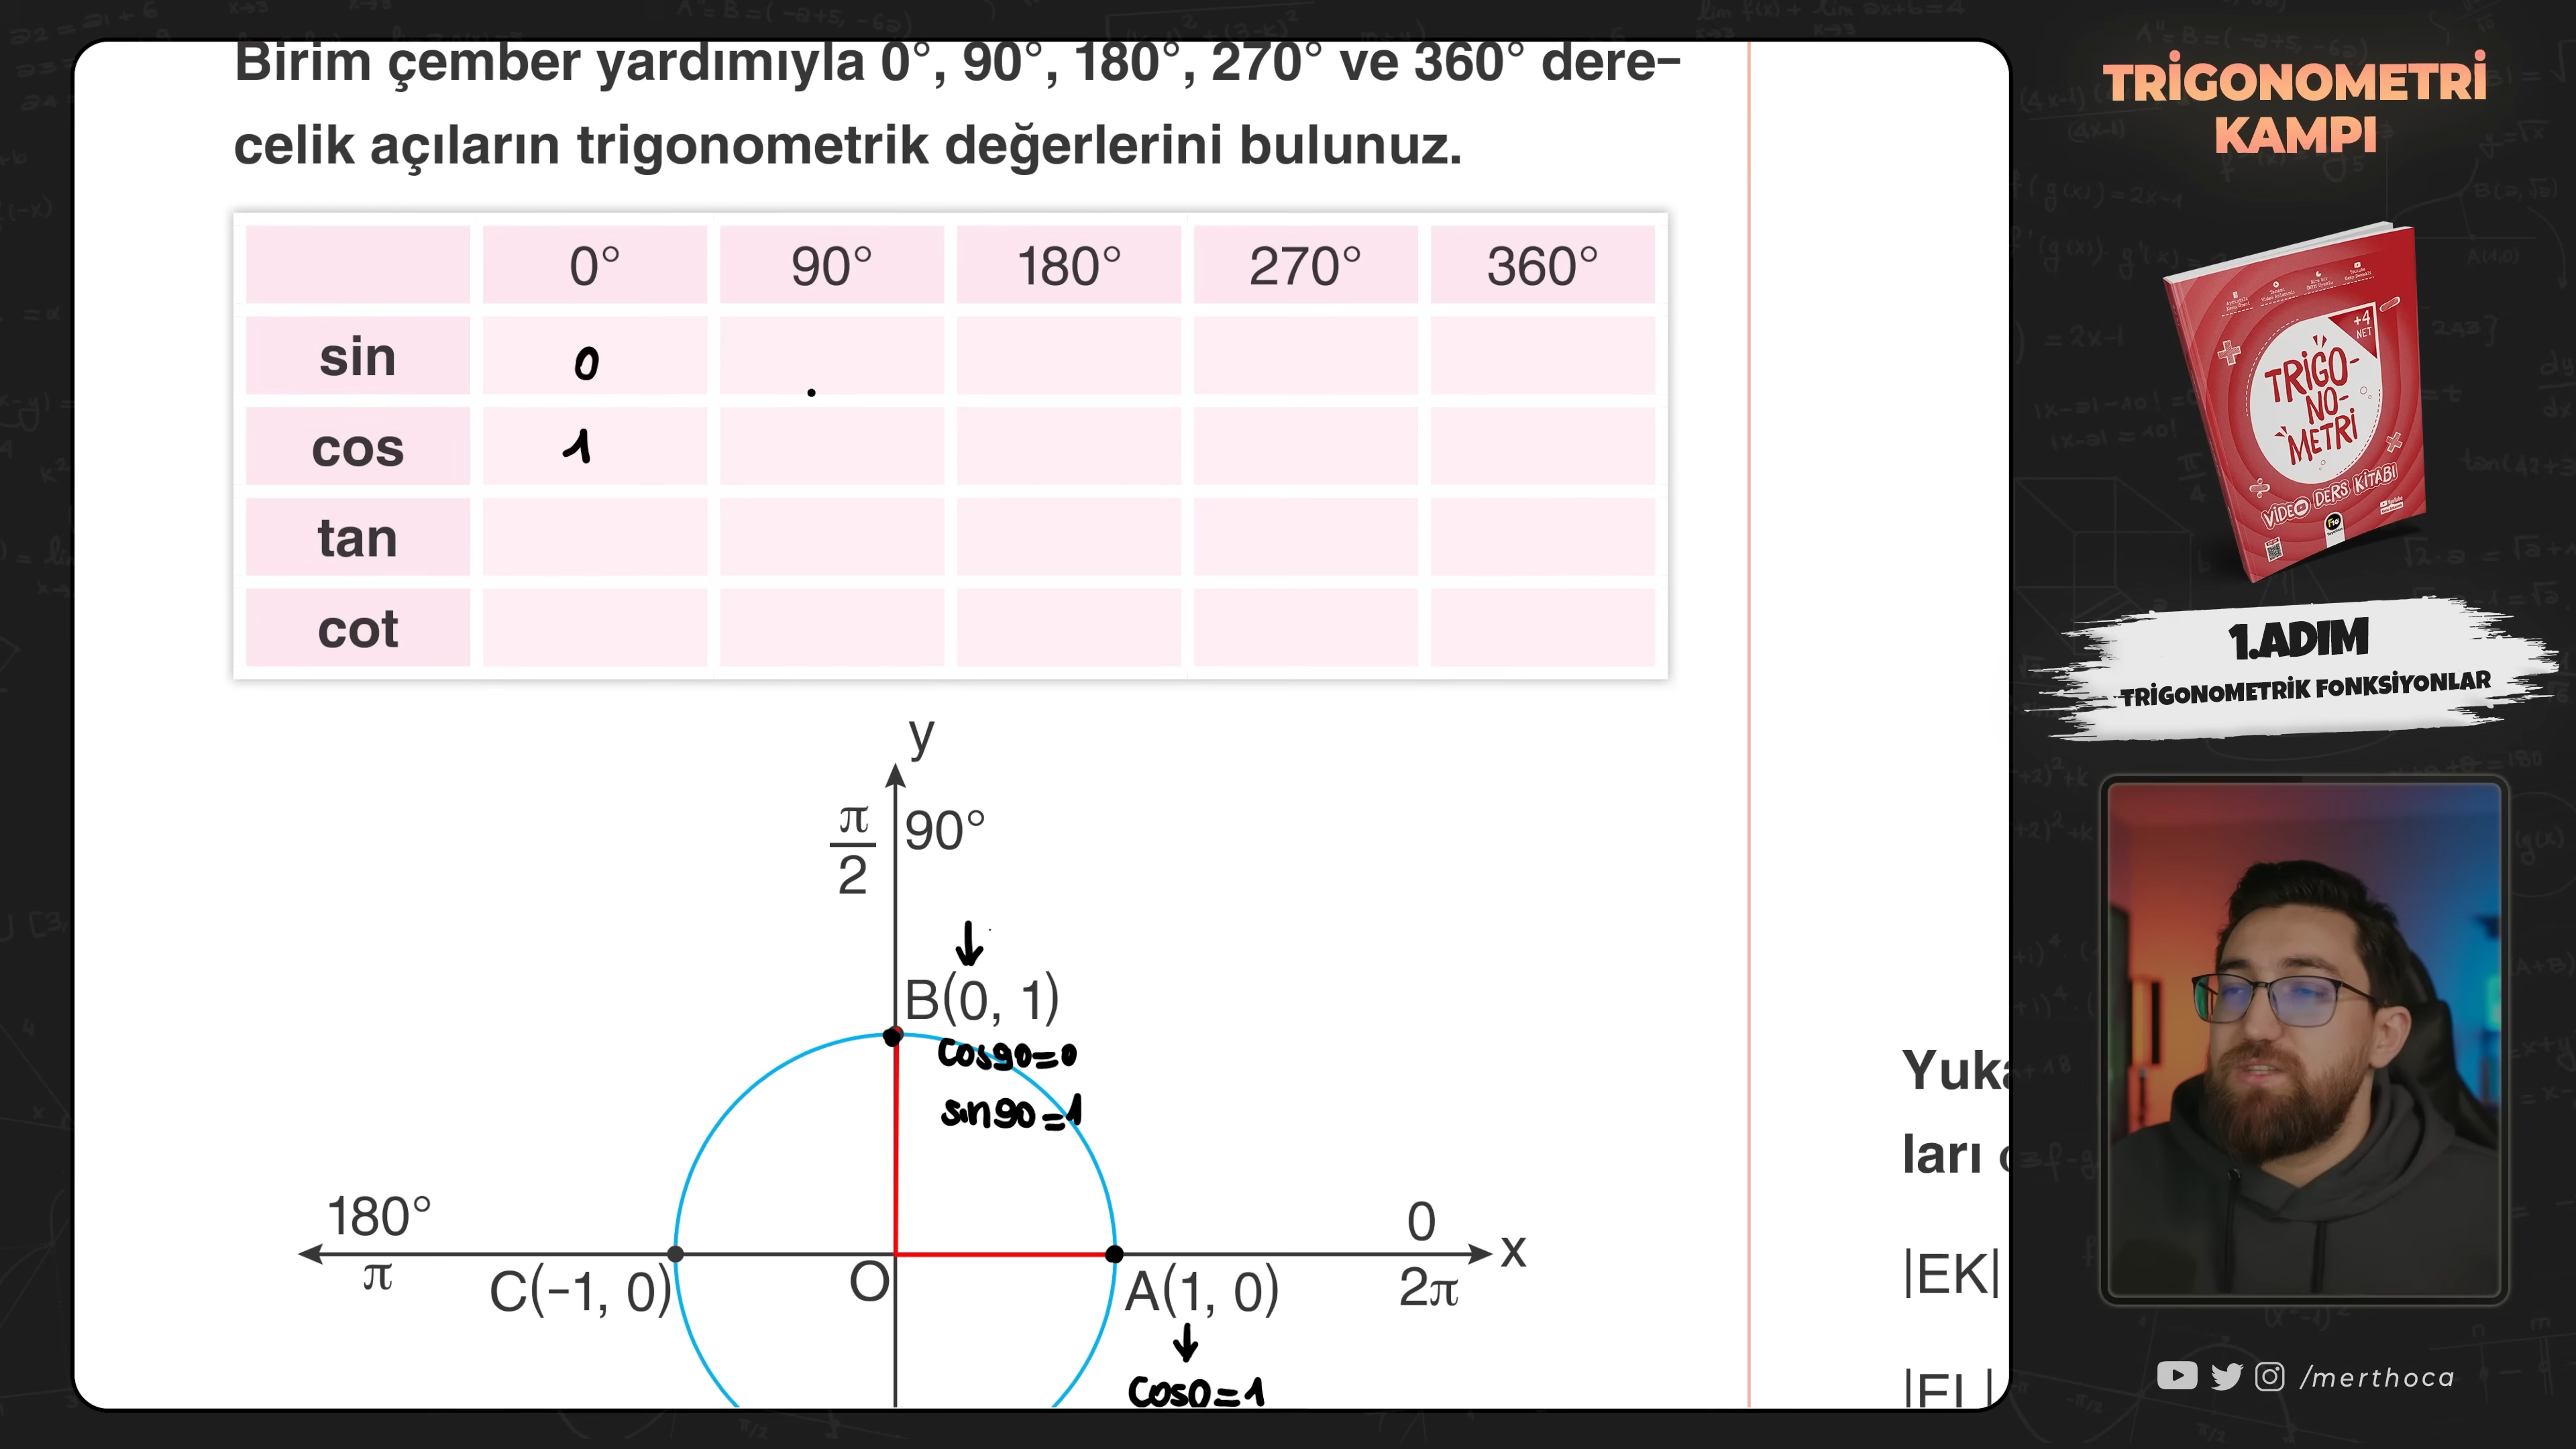 Birim çember yardımıyla 0°, 90°, 180°, 270° ve 360° dere-
celik açıların trigonometrik değerlerini bulunuz.
0° 90° 180° 270° 360°
sin 0
cos 1
tan
cot
y
π/2 90°
B(0, 1)
cos90=0
sin90=1
180°
π
C(-1, 0)
O
A(1, 0)
0
2π
x
cos0=1
Yuka
ları
|EK|
TRİGONOMETRİ
KAMPI
+4
NET
TRİGO-
NO-
METRİ
VİDEO DERS KİTABI
1.ADIM
TRİGONOMETRİK FONKSİYONLAR
/merthoca